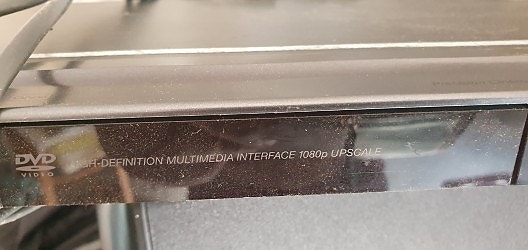 DVD
VIDEO
HIGH-DEFINITION MULTIMEDIA INTERFACE 1080p UPSCALE